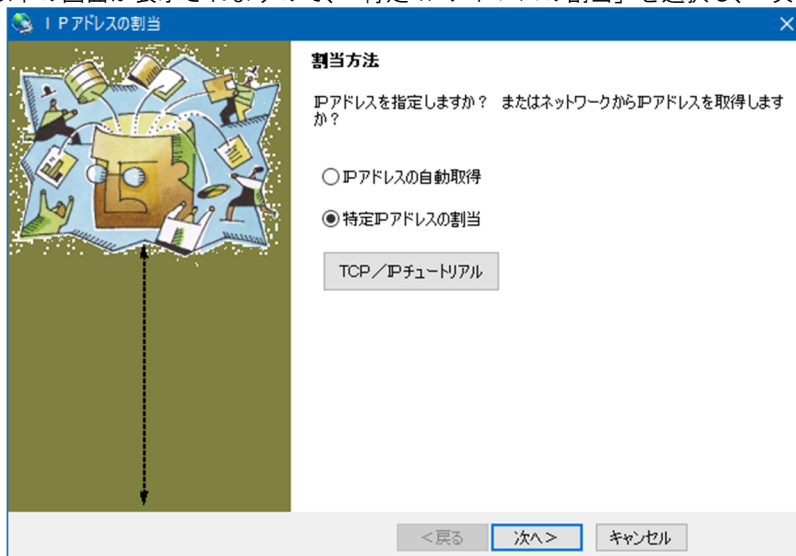 ＩＰアドレスの割当
割当方法
IPアドレスを指定しますか？ またはネットワークからIPアドレスを取得します
か？
IPアドレスの自動取得
特定IPアドレスの割当
TCP／IPチュートリアル
＜戻る 次へ＞ キャンセル